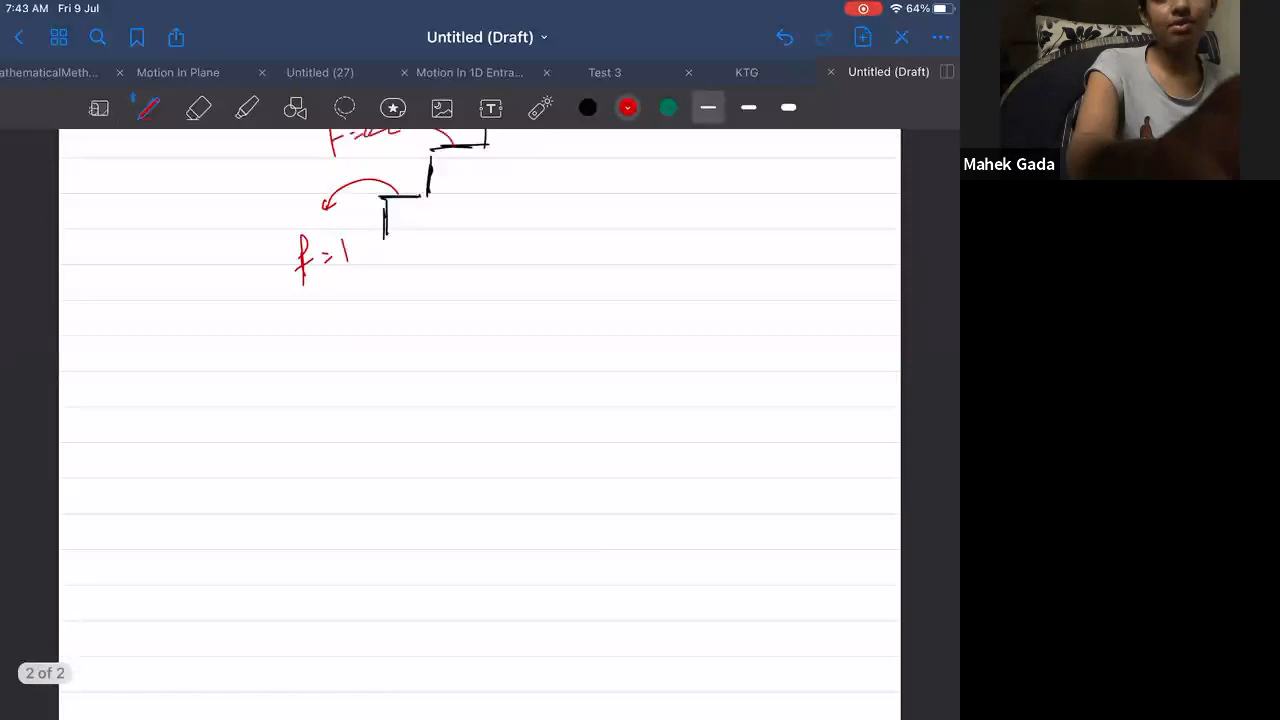 7:43 AM Fri 9 Jul
64%
Untitled (Draft)
athematicalMeth...
Motion In Plane
Untitled (27)
Motion In 1D Entra...
Test 3
KTG
Untitled (Draft)
Mahek Gada
f = 1
2 of 2